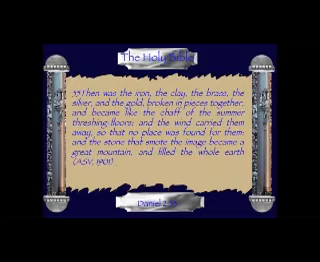 The Holy Bible
35Then was the iron, the clay, the brass, the
silver, and the gold, broken in pieces together,
and became like the chaff of the summer
threshing-floors; and the wind carried them
away, so that no place was found for them:
and the stone that smote the image became a
great mountain, and filled the whole earth
(ASV, 1901)
Daniel 2:35